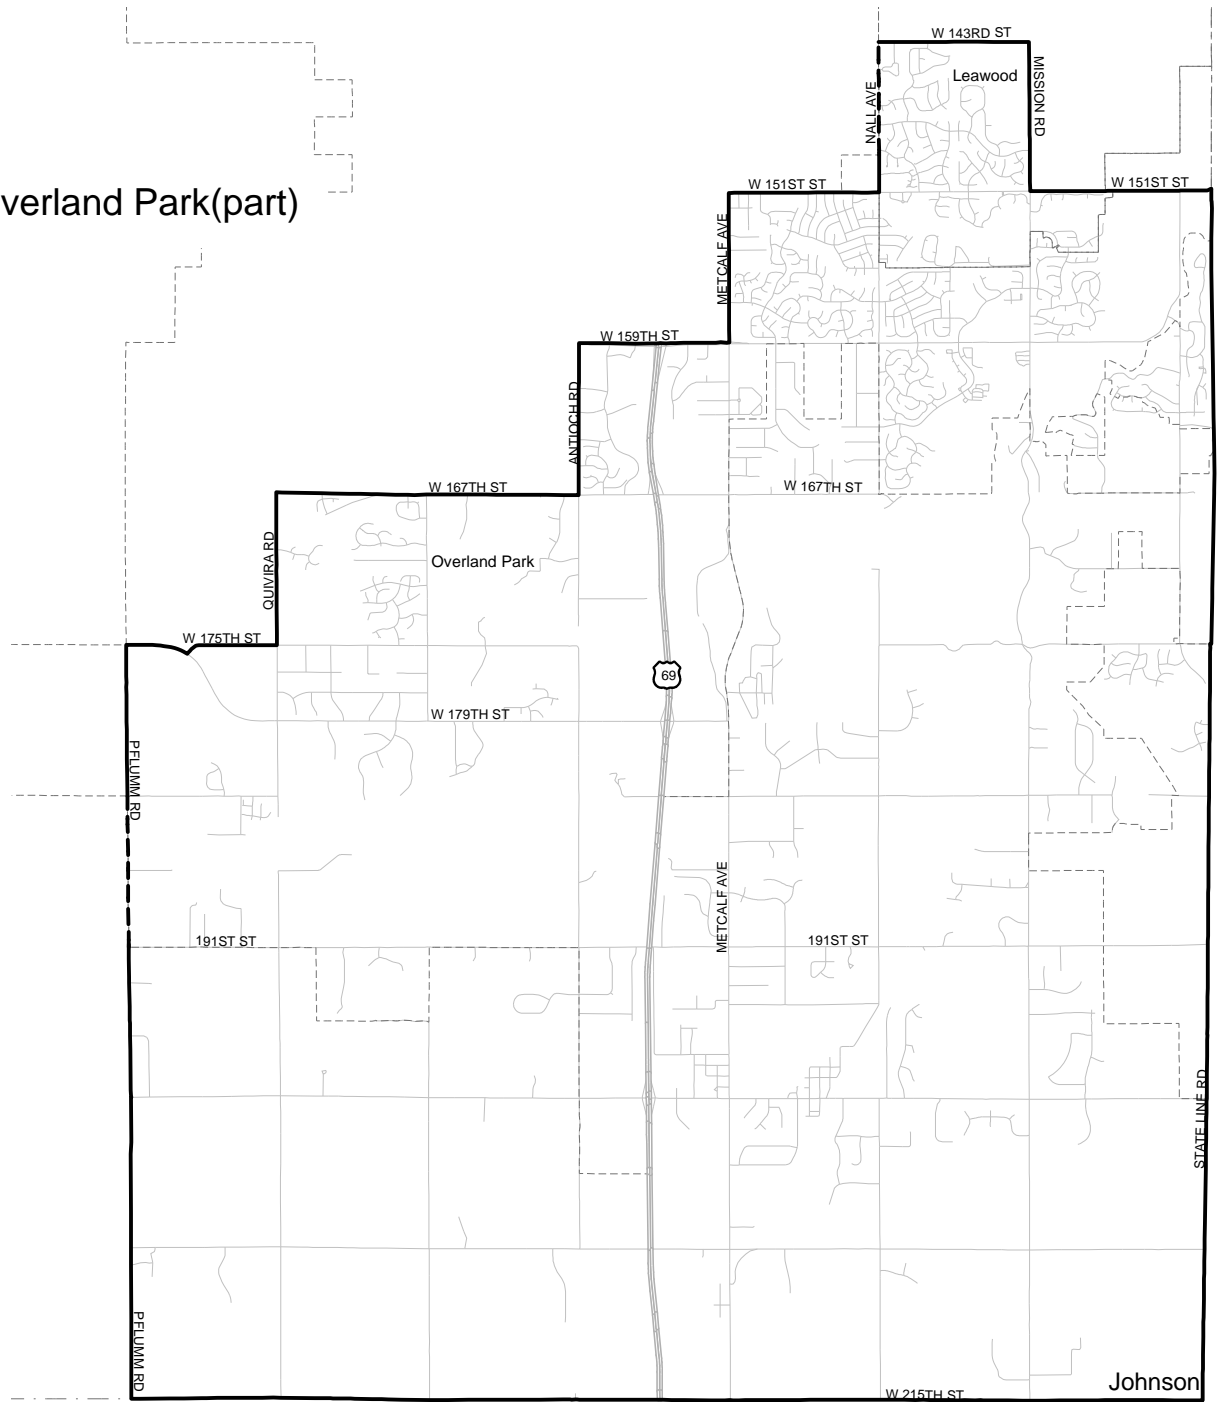 W 143RD ST
Leawood
MISSION RD
NALL AVE
W 151ST ST
W 151ST ST
verland Park(part)
METCALF AVE
W 159TH ST
ANTIOCH RD
W 167TH ST
W 167TH ST
QUIVIRA RD
Overland Park
W 175TH ST
69
W 179TH ST
PFLUMM RD
METCALF AVE
191ST ST
191ST ST
STATE LINE RD
PFLUMM RD
Johnson
W 215TH ST